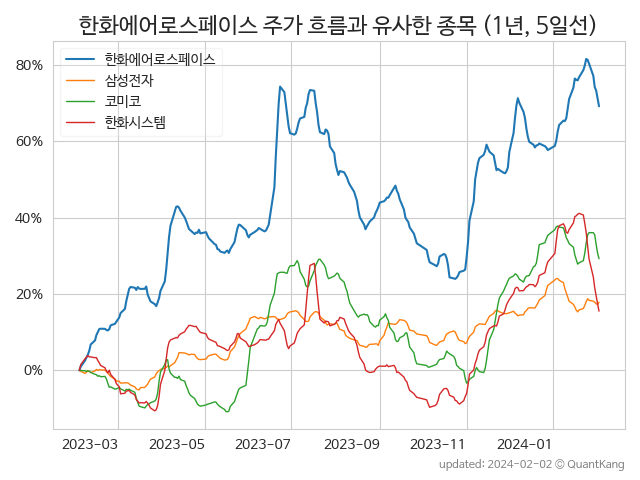 한화에어로스페이스 주가 흐름과 유사한 종목 (1년, 5일선)
한화에어로스페이스
삼성전자
코미코
한화시스템
80%
60%
40%
20%
0%
2023-03 2023-05 2023-07 2023-09 2023-11 2024-01
updated: 2024-02-02 © QuantKang